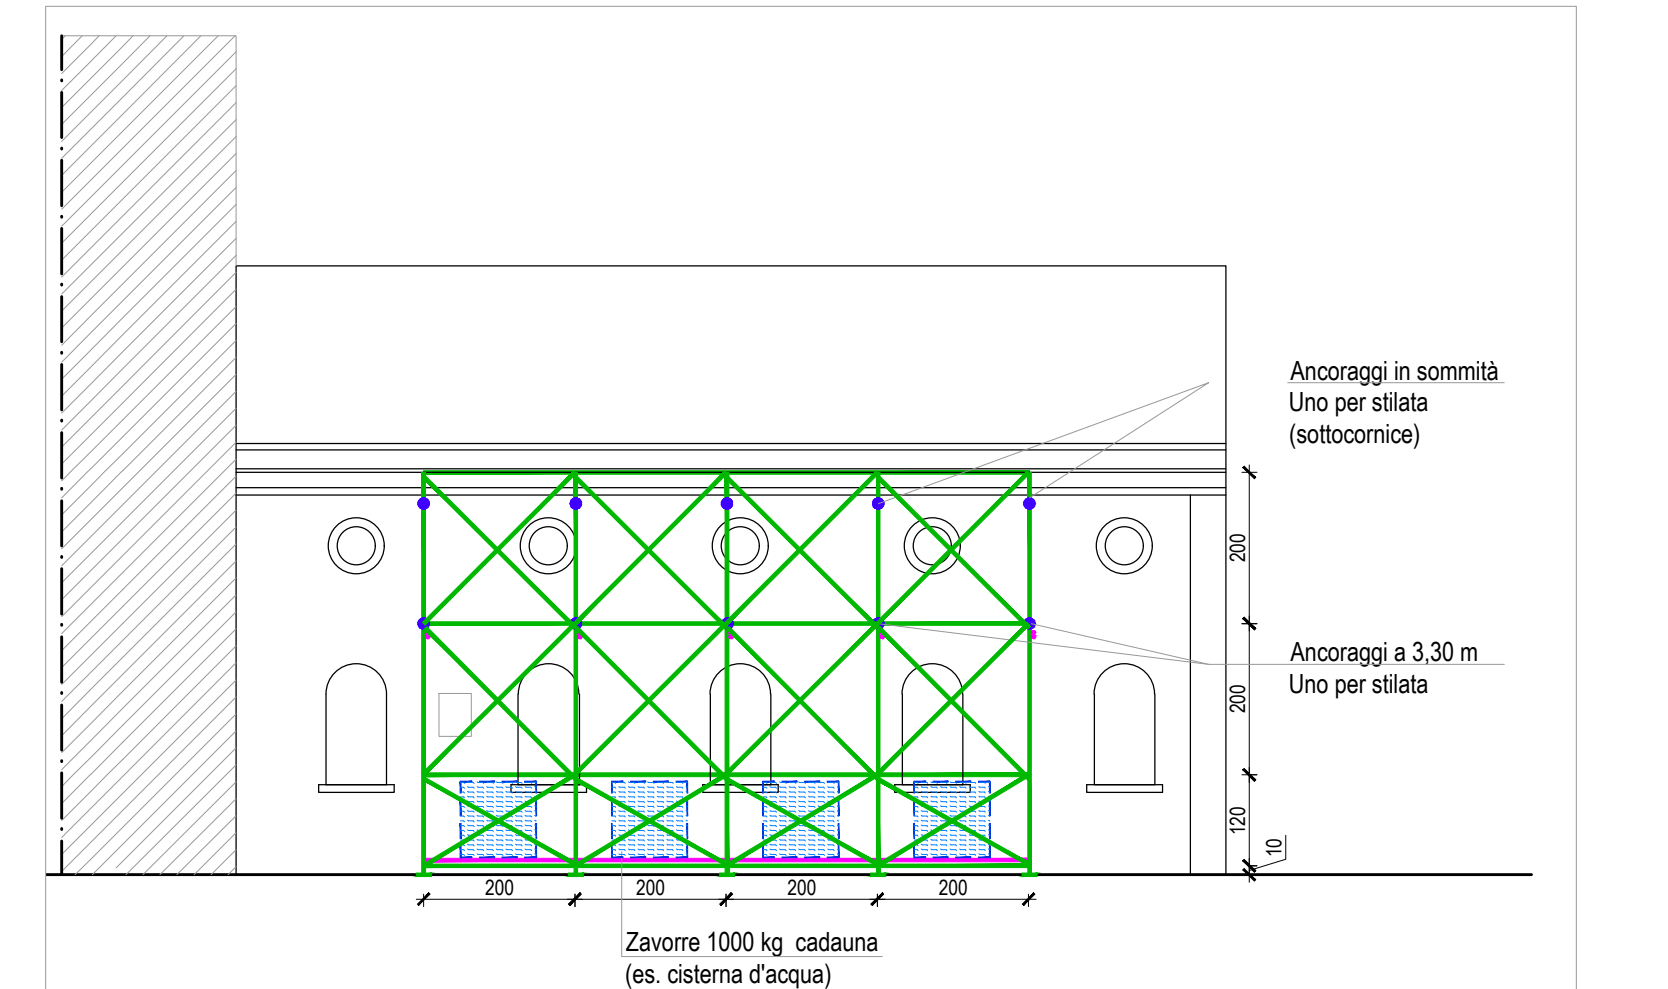 Ancoraggi in sommità
Uno per stilata
(sottocornice)
200
Ancoraggi a 3,30 m
Uno per stilata
200
120
10
200
200
200
200
Zavorre 1000 kg cadauna
(es. cisterna d'acqua)